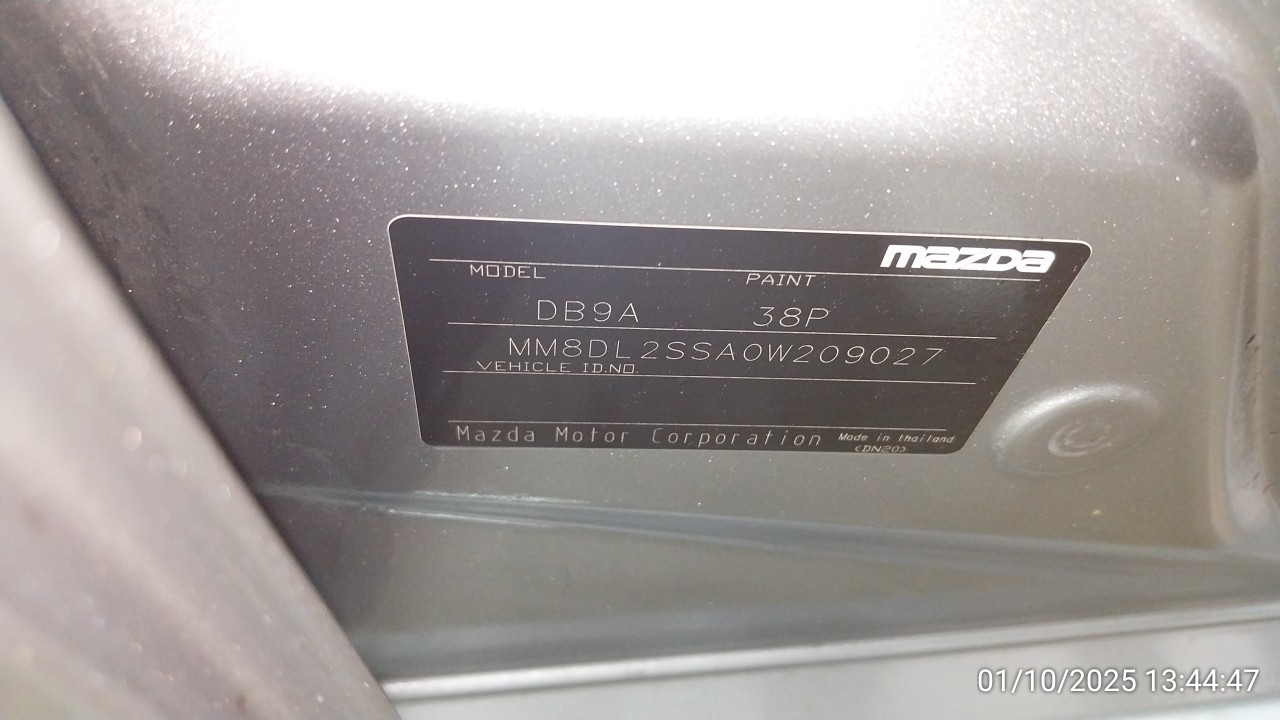 mazda
MODEL PAINT
DB9A 38P
MM8DL2SSA0W209027
VEHICLE ID.NO.
Mazda Motor Corporation Made in thailand
(DN20)
01/10/2025 13:44:47